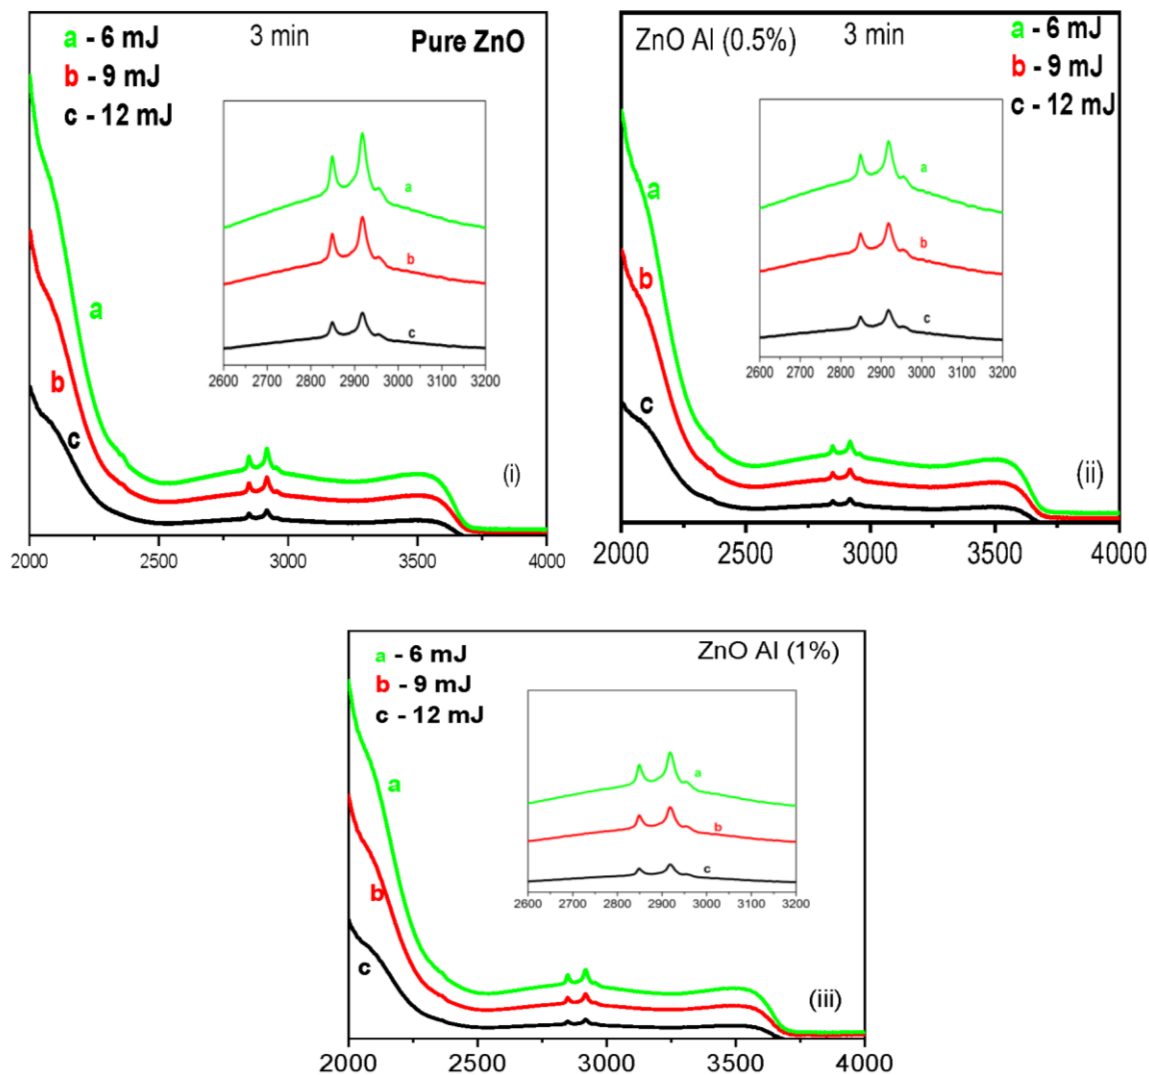 a - 6 mJ
b - 9 mJ
c - 12 mJ
3 min
Pure ZnO
a
b
c
2600 2700 2800 2900 3000 3100 3200
a
b
c
(i)
2000 2500 3000 3500 4000
ZnO Al (0.5%)
3 min
a - 6 mJ
b - 9 mJ
c - 12 mJ
a
b
c
2600 2700 2800 2900 3000 3100 3200
a
b
c
(ii)
2000 2500 3000 3500 4000
a - 6 mJ
b - 9 mJ
c - 12 mJ
ZnO Al (1%)
a
b
c
2600 2700 2800 2900 3000 3100 3200
a
b
c
(iii)
2000 2500 3000 3500 4000